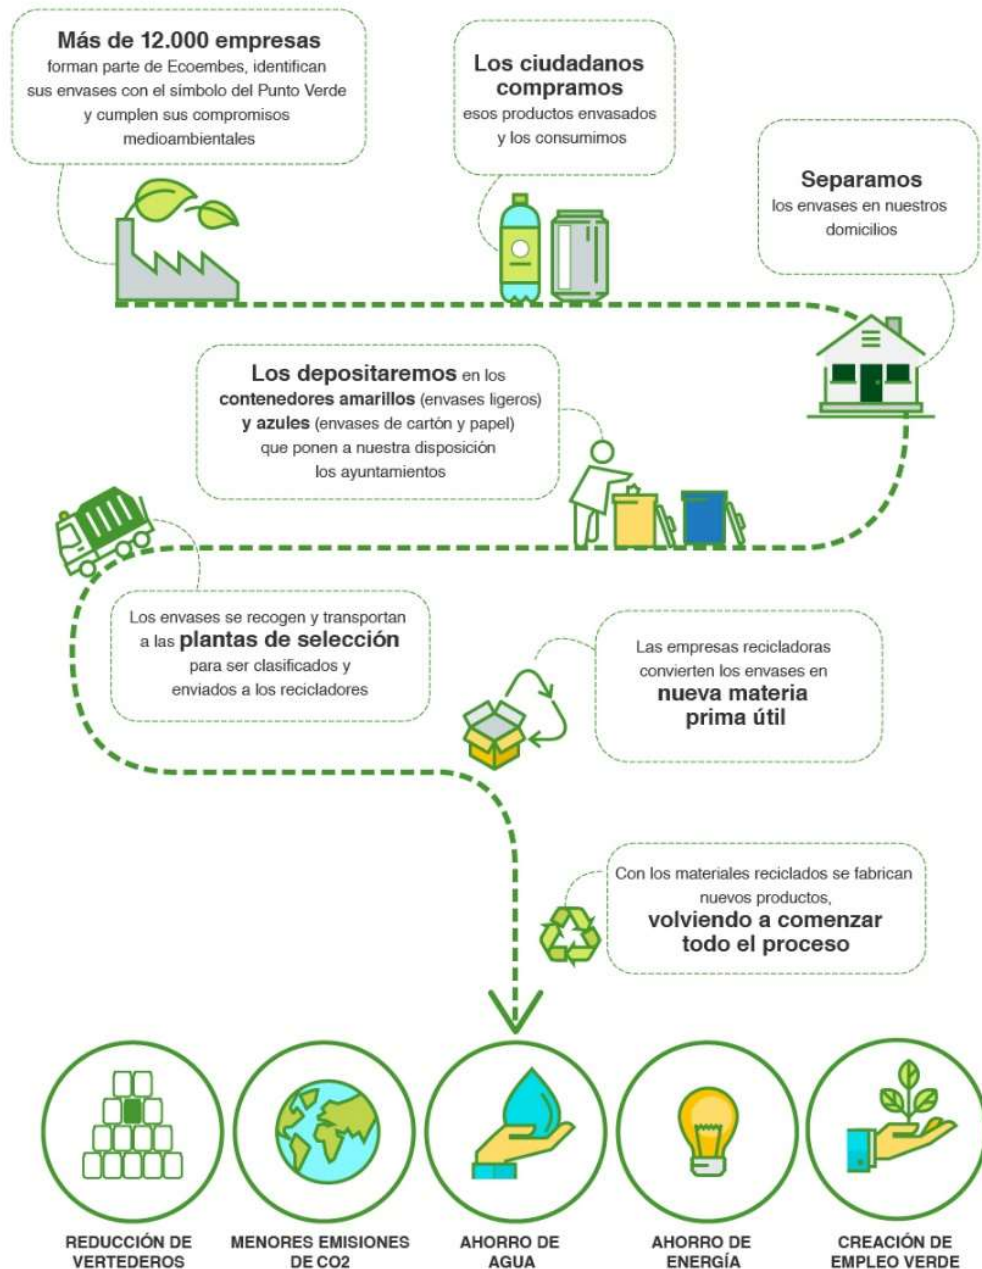 Más de 12.000 empresas
forman parte de Ecoembes, identifican
sus envases con el símbolo del Punto Verde
y cumplen sus compromisos
medioambientales
Los ciudadanos
compramos
esos productos envasados
y los consumimos
Separamos
los envases en nuestros
domicilios
Los depositaremos en los
contenedores amarillos (envases ligeros)
y azules (envases de cartón y papel)
que ponen a nuestra disposición
los ayuntamientos
Los envases se recogen y transportan
a las plantas de selección
para ser clasificados y
enviados a los recicladores
Las empresas recicladoras
convierten los envases en
nueva materia
prima útil
Con los materiales reciclados se fabrican
nuevos productos,
volviendo a comenzar
todo el proceso
REDUCCIÓN DE
VERTEDEROS
MENORES EMISIONES
DE CO2
AHORRO DE
AGUA
AHORRO DE
ENERGÍA
CREACIÓN DE
EMPLEO VERDE